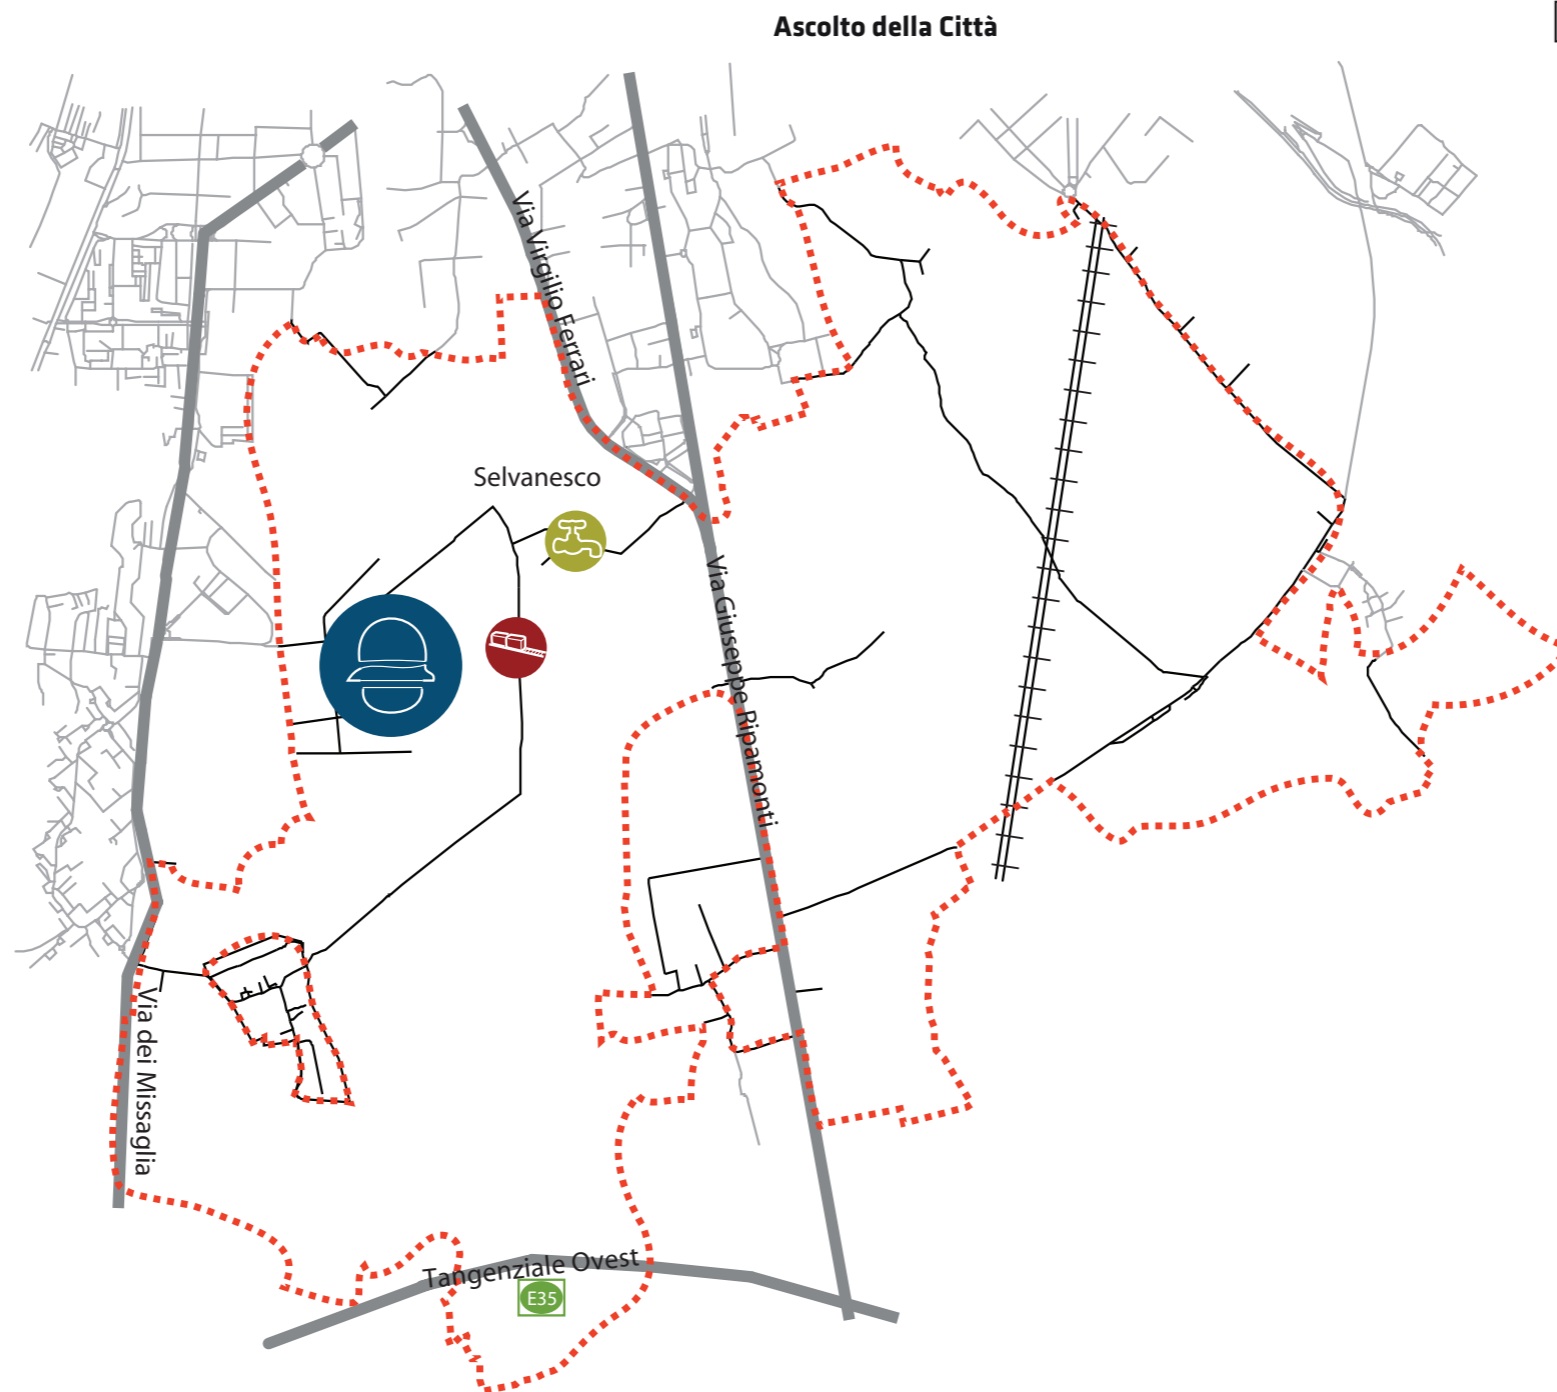 Ascolto della Città
Via Virgilio Ferrari
Selvanesco
Via Giuseppe Ripamonti
Via dei Missaglia
Tangenziale Ovest
E35